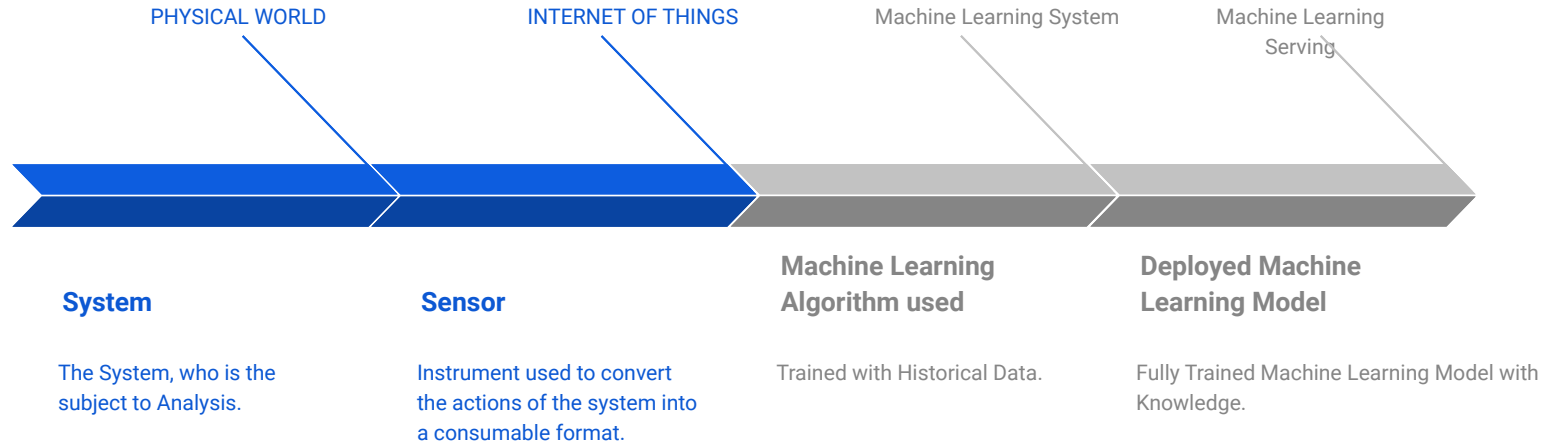 PHYSICAL WORLD
INTERNET OF THINGS
Machine Learning System
Machine Learning
Serving
System
Sensor
Machine Learning
Algorithm used
Deployed Machine
Learning Model
The System, who is the
subject to Analysis.
Instrument used to convert
the actions of the system into
a consumable format.
Trained with Historical Data.
Fully Trained Machine Learning Model with
Knowledge.